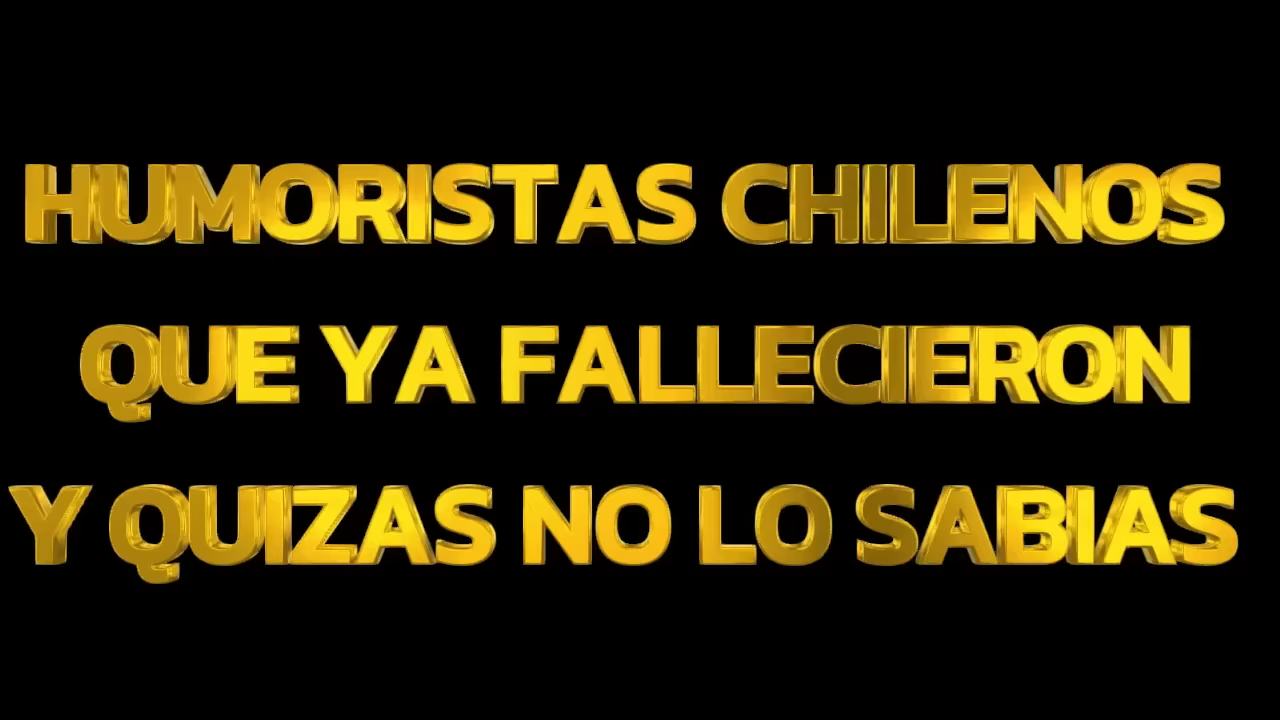 HUMORISTAS CHILENOS
QUE YA FALLECIERON
Y QUIZAS NO LO SABIAS